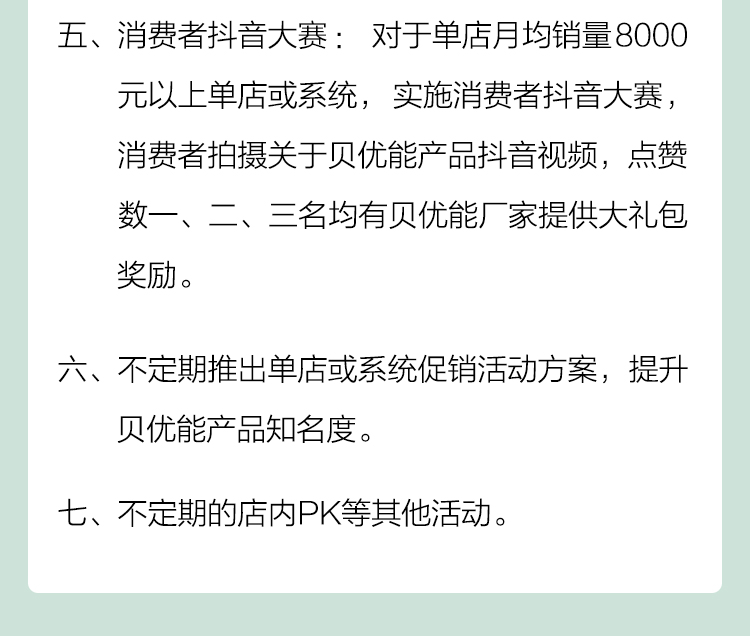 五、消费者抖音大赛： 对于单店月均销量8000
元以上单店或系统， 实施消费者抖音大赛，
消费者拍摄关于贝优能产品抖音视频，点赞
数一、二、三名均有贝优能厂家提供大礼包
奖励。
六、不定期推出单店或系统促销活动方案，提升
贝优能产品知名度。
七、不定期的店内PK等其他活动。